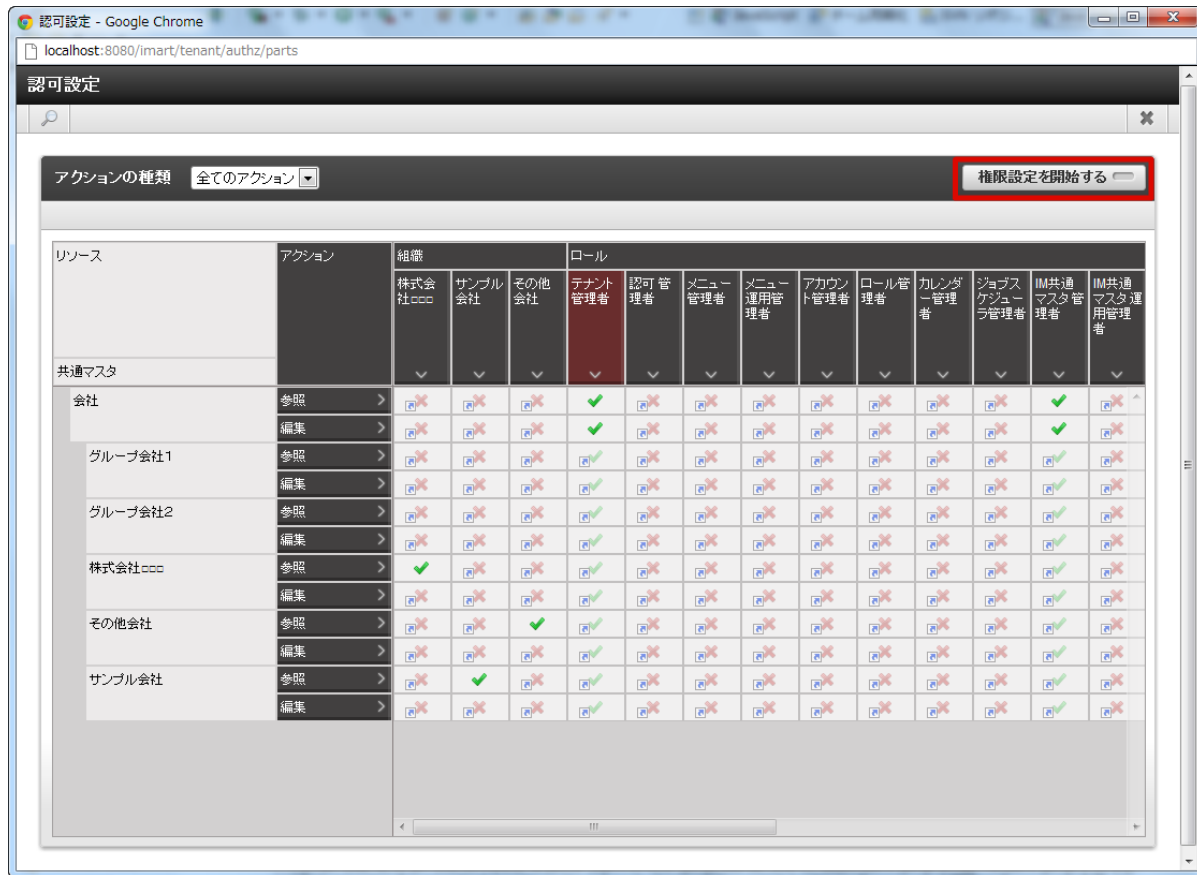 認可設定 - Google Chrome
localhost:8080/imart/tenant/authz/parts
認可設定
アクションの種類 全てのアクション 権限設定を開始する
リソース アクション 組織 ロール
株式会社□□□ サンプル会社 その他会社 テナント管理者 認可管理者 メニュー管理者 メニュー運用管理者 アカウント管理者 ロール管理者 カレンダー管理者 ジョブスケジューラ管理者 IM共通マスタ管理者 IM共通マスタ運用管理者
共通マスタ
会社 参照
編集
グループ会社1 参照
編集
グループ会社2 参照
編集
株式会社□□□ 参照
編集
その他会社 参照
編集
サンプル会社 参照
編集